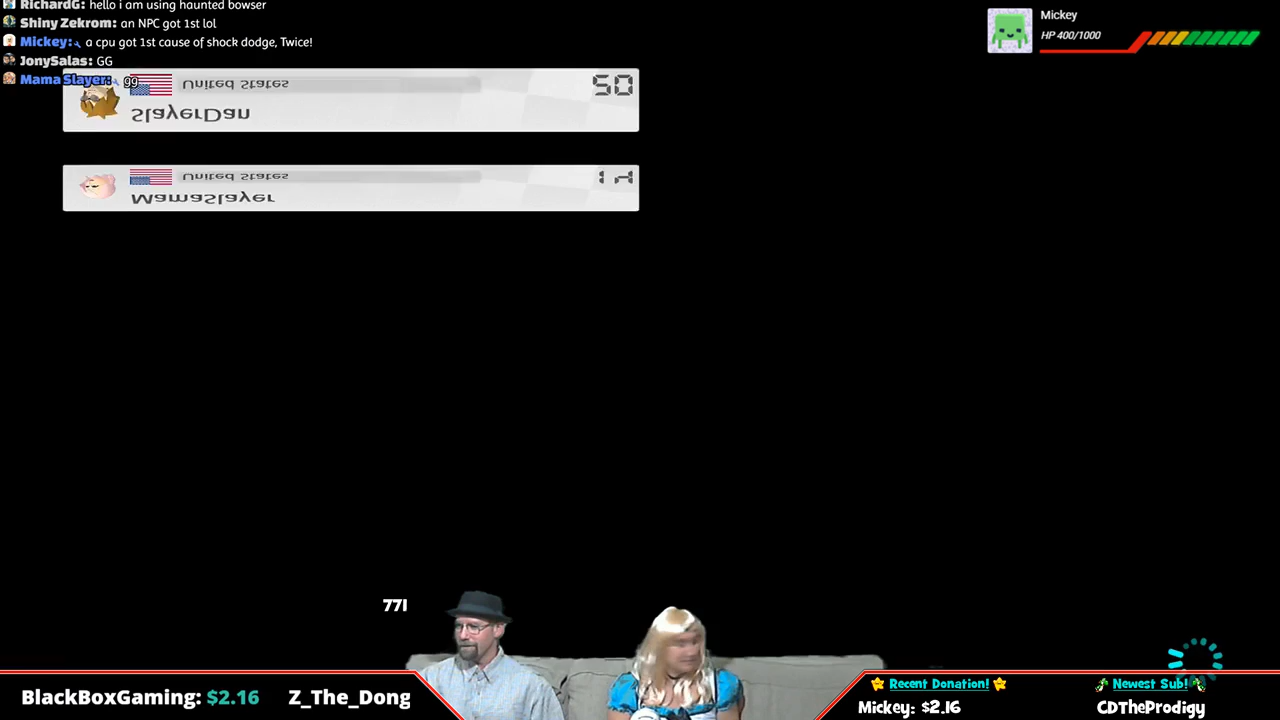 RichardG: hello i am using haunted bowser
Shiny Zekrom: an NPC got 1st lol
Mickey: a cpu got 1st cause of shock dodge, Twice!
JonySalas: GG
Mama Slayer: gg
United States
SlayerDan
50
United States
MamaSlayer
14
Mickey
HP 400/1000
771
BlackBoxGaming: $2.16 Z_The_Dong
Recent Donation!
Mickey: $2.16
Newest Sub!
CDTheProdigy